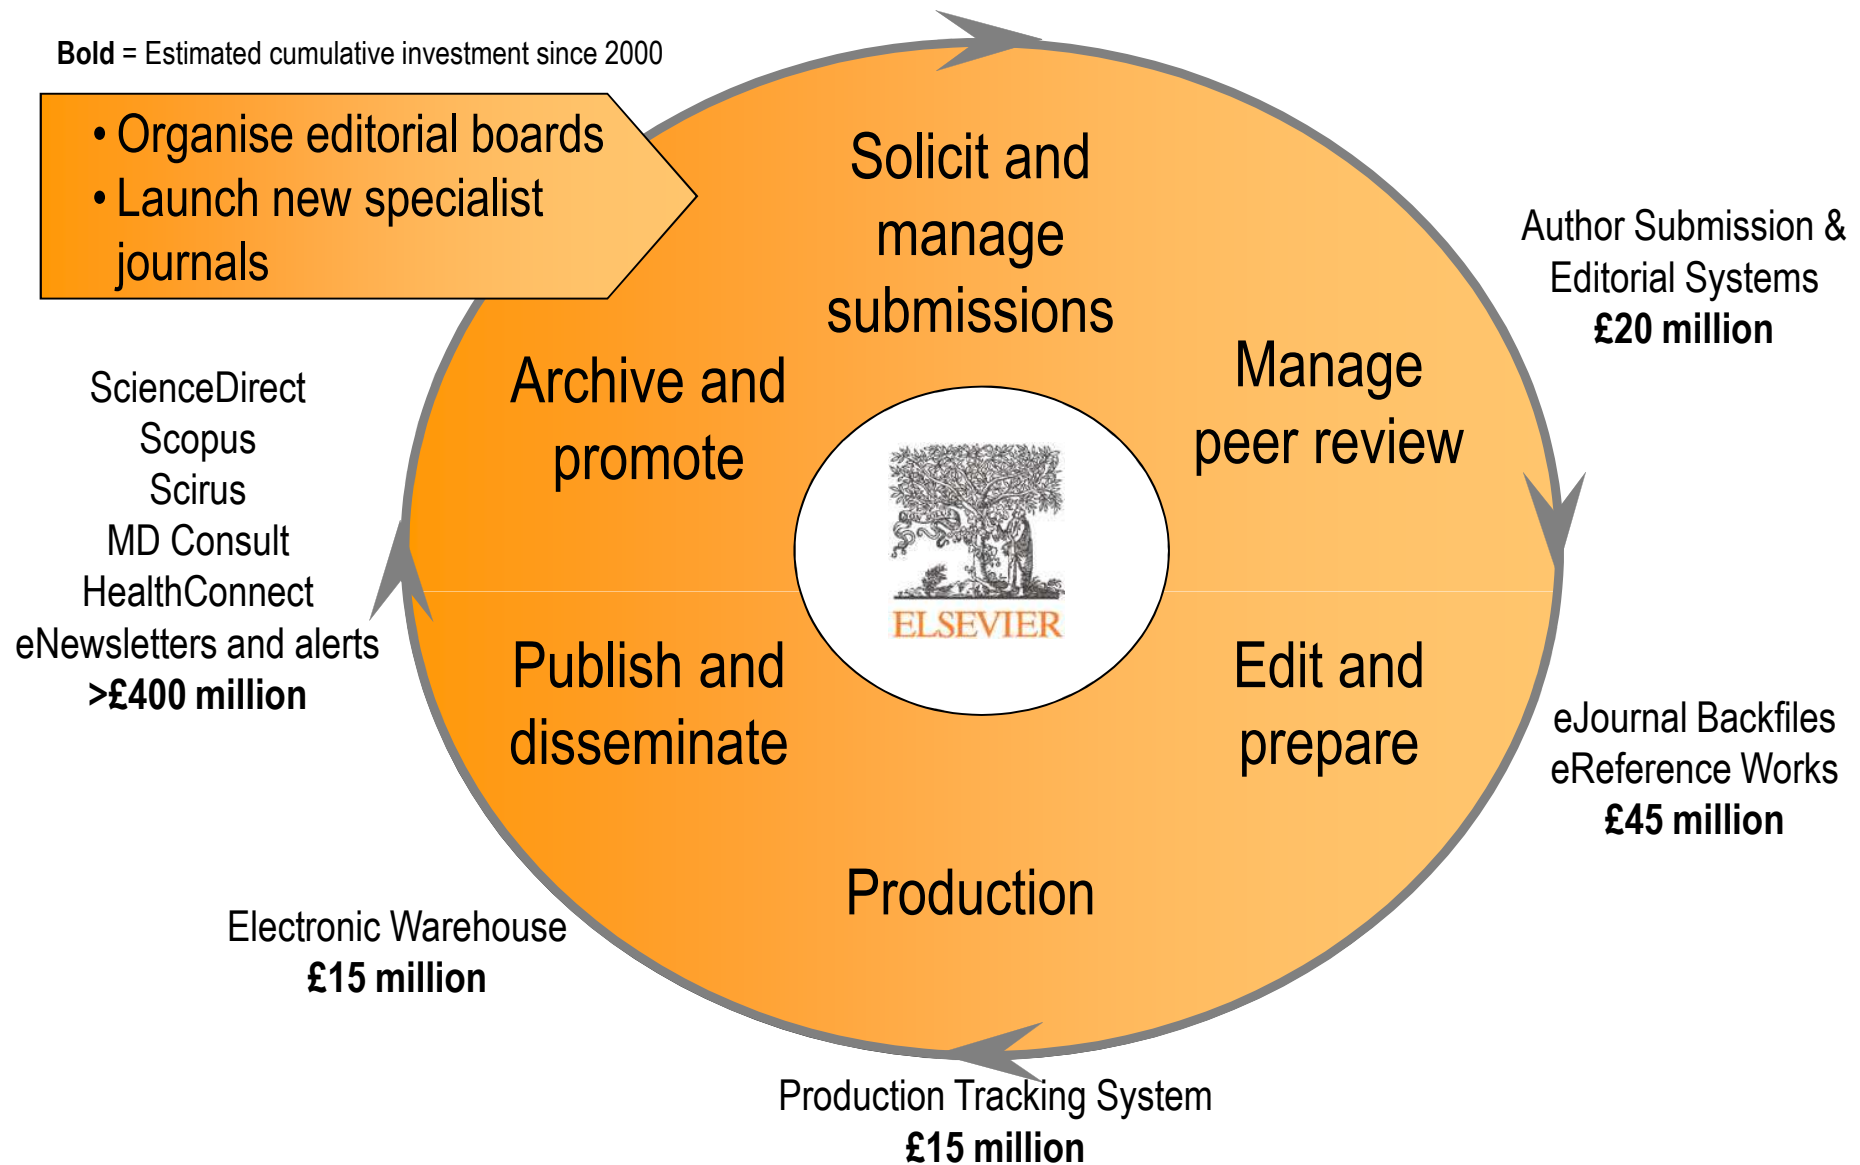 Bold = Estimated cumulative investment since 2000
• Organise editorial boards
• Launch new specialist
journals
Solicit and
manage
submissions
Author Submission &
Editorial Systems
£20 million
Manage
peer review
Archive and
promote
ScienceDirect
Scopus
Scirus
MD Consult
HealthConnect
eNewsletters and alerts
>£400 million
ELSEVIER
Publish and
disseminate
Edit and
prepare
eJournal Backfiles
eReference Works
£45 million
Production
Electronic Warehouse
£15 million
Production Tracking System
£15 million